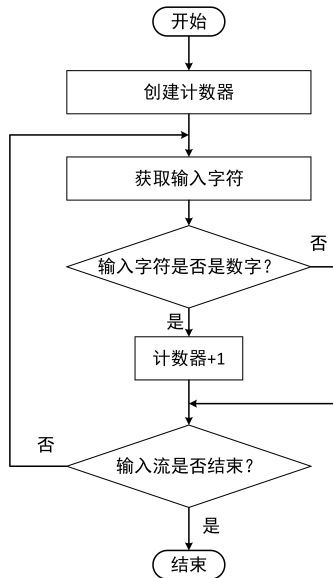 开始
创建计数器
获取输入字符
输入字符是否是数字？
否
是
计数器+1
否
输入流是否结束？
是
结束